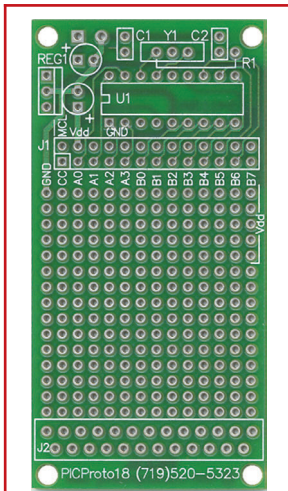 C1 Y1 C2
REG1
R1
U1
MCL Vdd GND
J1
GND CC A0 A1 A2 A3 B0 B1 B2 B3 B4 B5 B6 B7
Vdd
J2
PICProto18 (719)520-5323